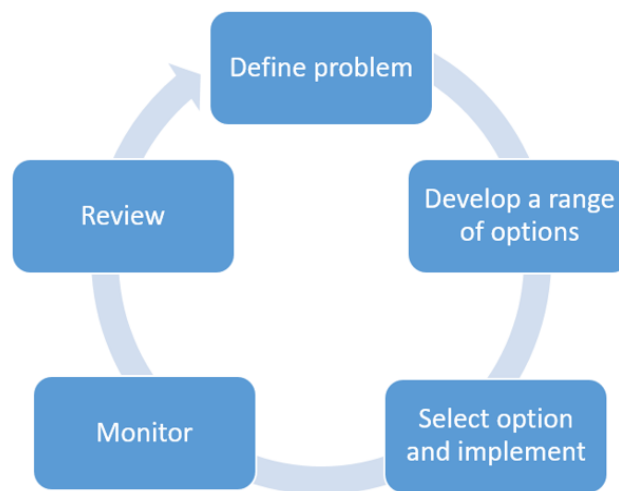 Define problem
Develop a range
of options
Select option
and implement
Monitor
Review